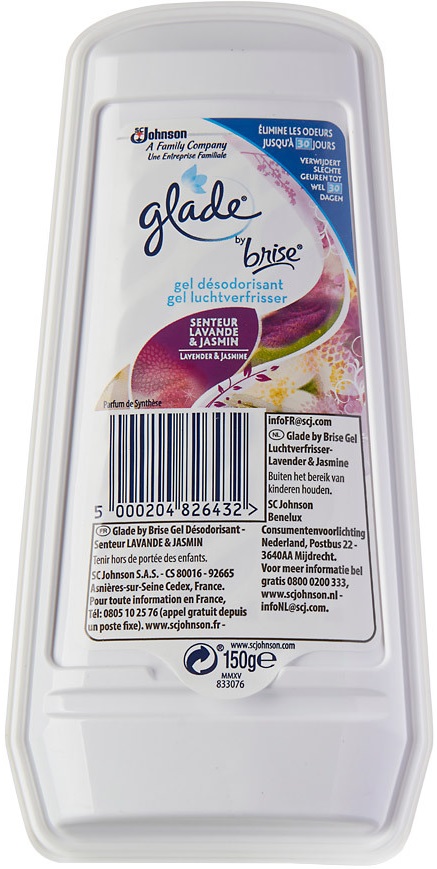 SC Johnson
A Family Company
Une Entreprise Familiale
ÉLIMINE LES ODEURS
JUSQU'À 30 JOURS
VERWIJDERT
SLECHTE
GEUREN TOT
WEL 30
DAGEN
glade®
by brise®
gel désodorisant
gel luchtverfrisser
SENTEUR
LAVANDE
& JASMIN
LAVENDER & JASMINE
Parfum de Synthèse
5 000204 826432 >
FR Glade by Brise Gel Désodorisant -
Senteur LAVANDE & JASMIN
Tenir hors de portée des enfants.
SC Johnson S.A.S. - CS 80016 - 92665
Asnières-sur-Seine Cedex, France.
Pour toute information en France,
Tél: 0805 10 25 76 (appel gratuit depuis
un poste fixe). www.scjohnson.fr -
infoFR@scj.com
NL Glade by Brise Gel
Luchtverfrisser-
Lavender & Jasmine
Buiten het bereik van
kinderen houden.
SC Johnson
Benelux
Consumentenvoorlichting
Nederland, Postbus 22 -
3640AA Mijdrecht.
Voor meer informatie bel
gratis 0800 0200 333,
www.scjohnson.nl -
infoNL@scj.com.
www.scjohnson.com
150g e
MMXV
833076